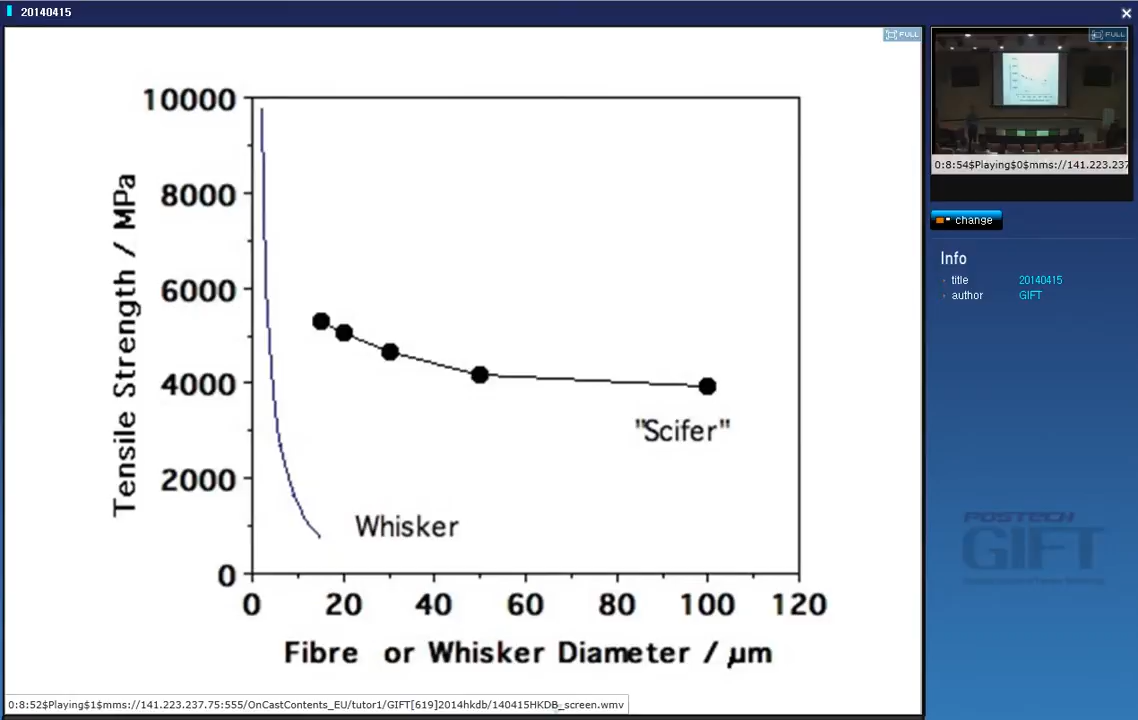 20140415
FULL
10000
8000
6000
4000
2000
0
Tensile Strength / MPa
"Scifer"
Whisker
0 20 40 60 80 100 120
Fibre or Whisker Diameter / µm
0:8:52$Playing$1$mms://141.223.237.75:555/OnCastContents_EU/tutor1/GIFT[619]2014hkdb/140415HKDB_screen.wmv
FULL
0:8:54$Playing$0$mms://141.223.237
change
Info
title 20140415
author GIFT
POSTECH
GIFT